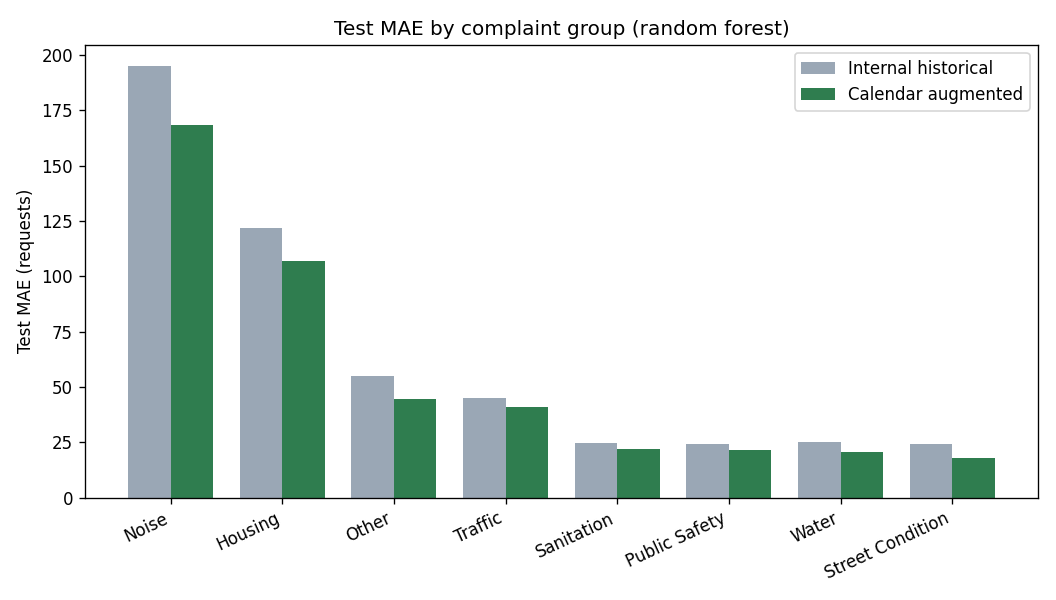 Test MAE by complaint group (random forest)
Internal historical
Calendar augmented
Test MAE (requests)
200
175
150
125
100
75
50
25
0
Noise
Housing
Other
Traffic
Sanitation
Public Safety
Water
Street Condition